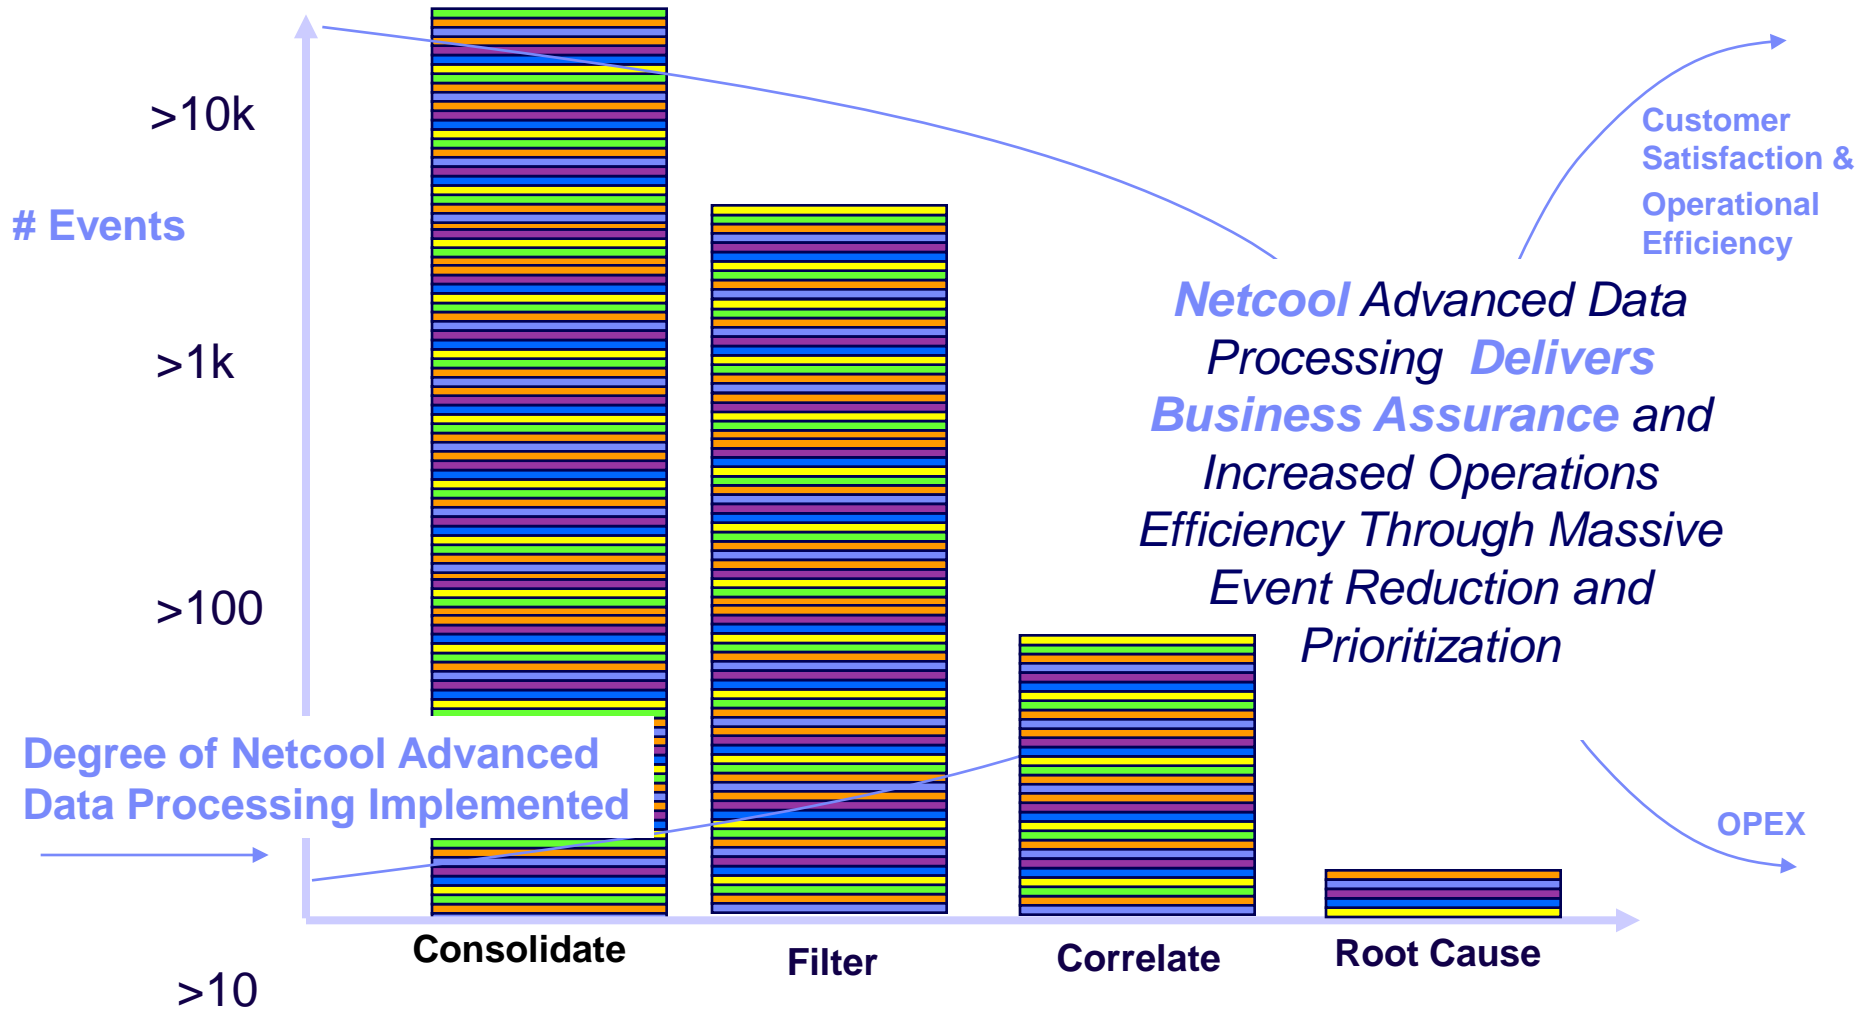 >10k
# Events
>1k
>100
Degree of Netcool Advanced
Data Processing Implemented
>10
Consolidate
Filter
Correlate
Root Cause
Netcool Advanced Data
Processing Delivers
Business Assurance and
Increased Operations
Efficiency Through Massive
Event Reduction and
Prioritization
Customer
Satisfaction &
Operational
Efficiency
OPEX